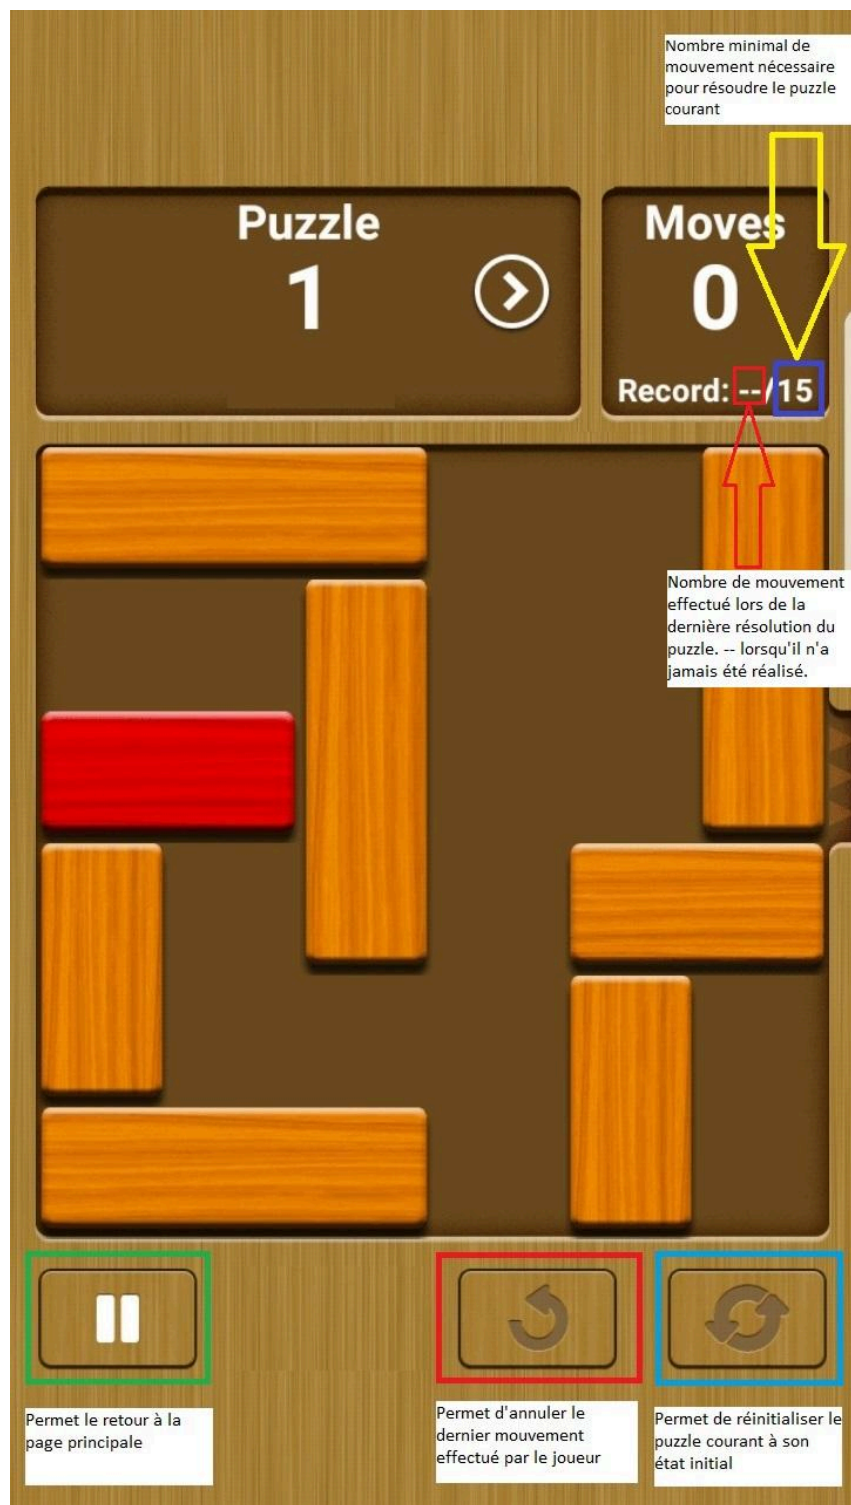 Nombre minimal de
mouvement nécessaire
pour résoudre le puzzle
courant
Puzzle
1
Moves
0
Record: --/15
Nombre de mouvement
effectué lors de la
dernière résolution du
puzzle. -- lorsqu'il n'a
jamais été réalisé.
Permet le retour à la
page principale
Permet d'annuler le
dernier mouvement
effectué par le joueur
Permet de réinitialiser le
puzzle courant à son
état initial